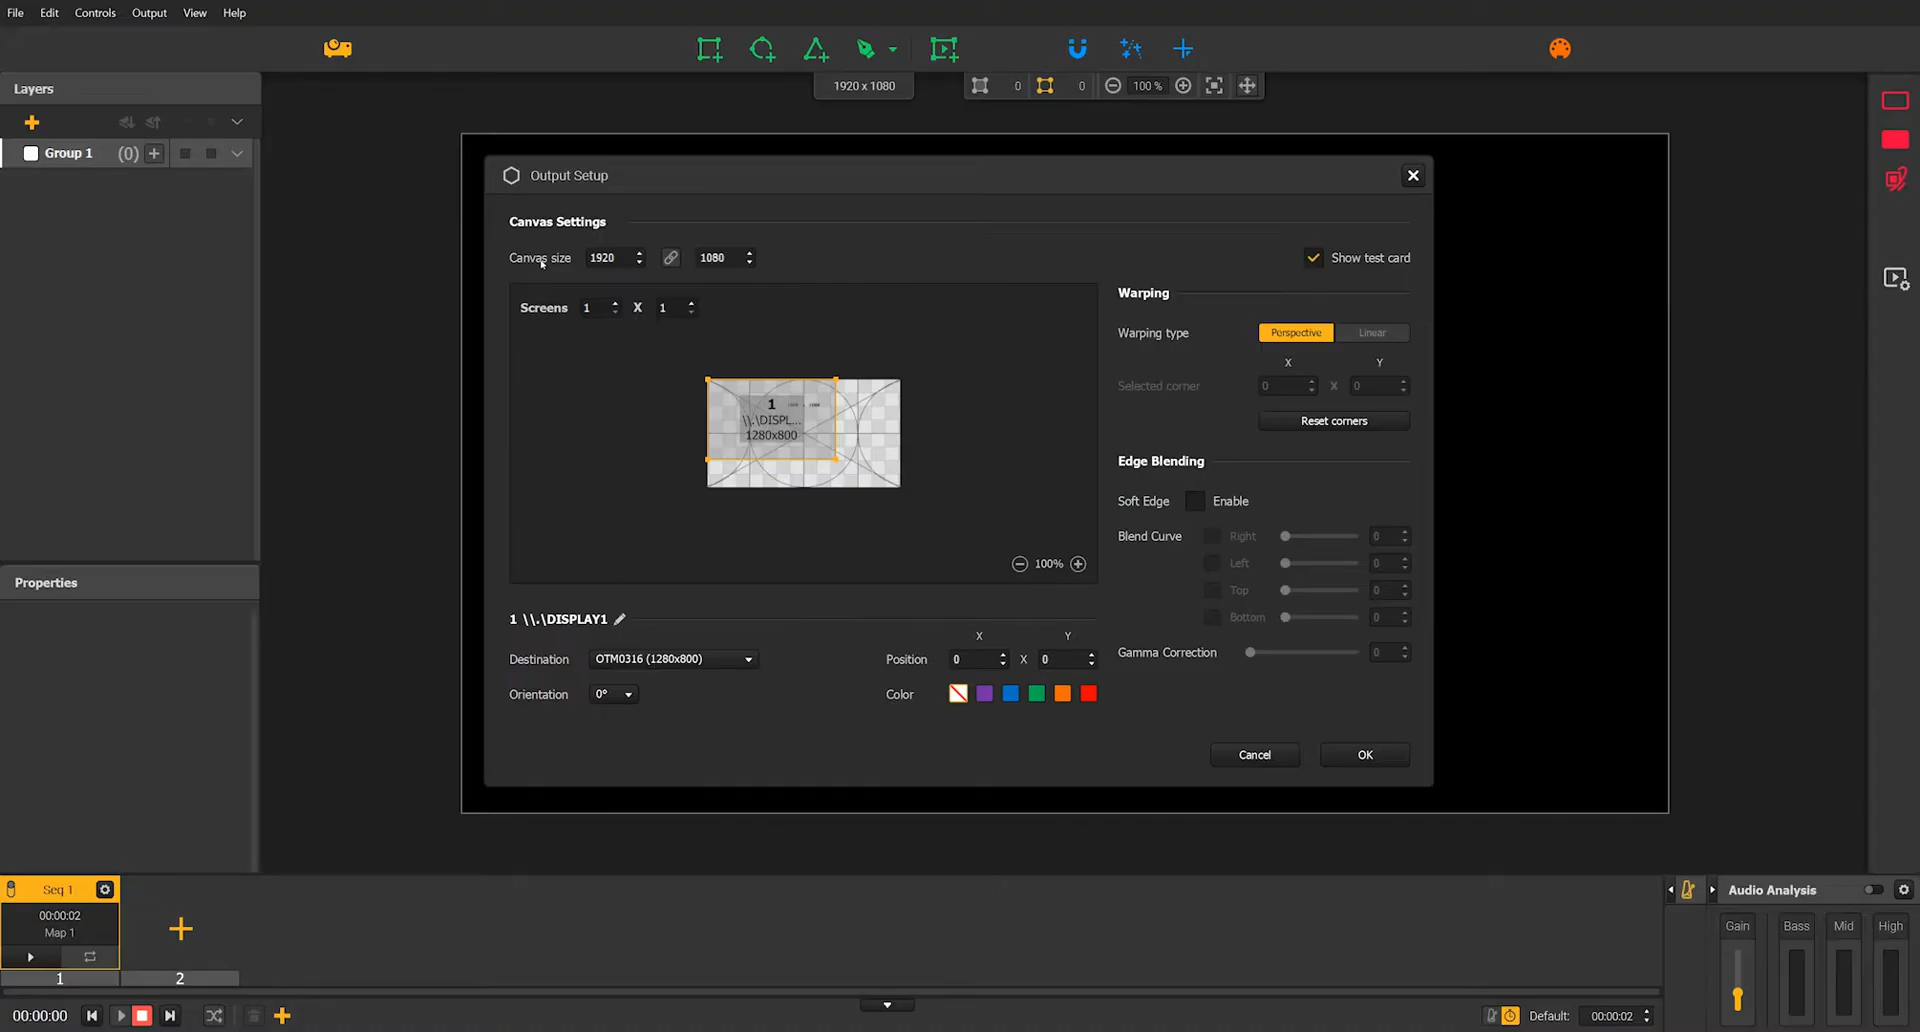 File Edit Controls Output View Help
1920 x 1080 0 0 100 %
Layers
Group 1 (0)
Output Setup
Canvas Settings
Canvas size 1920 1080 Show test card
Screens 1 X 1
Warping
Warping type Perspective Linear
X Y
Selected corner 0 X 0
Reset corners
1
\\.\DISPL...
1280x800
Edge Blending
Soft Edge Enable
Blend Curve Right 0
Left 0
Top 0
Bottom 0
100%
Gamma Correction 0
1 \\.\DISPLAY1
X Y
Destination OTM0316 (1280x800) Position 0 X 0
Orientation 0° Color
Cancel OK
Properties
Seq 1
00:00:02
Map 1
1 2
Audio Analysis
Gain Bass Mid High
00:00:00 Default: 00:00:02